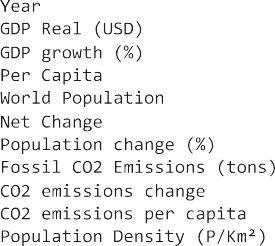 Year
GDP Real (USD)
GDP growth (%)
Per Capita
World Population
Net Change
Population change (%)
Fossil CO2 Emissions (tons)
CO2 emissions change
CO2 emissions per capita
Population Density (P/Km²)